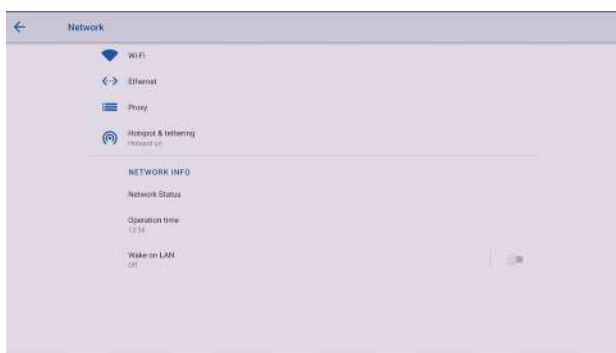 Network
Wi-Fi
Ethernet
Proxy
Hotspot & tethering
Hotspot on
NETWORK INFO
Network Status
Operation time
Wake on LAN
Off